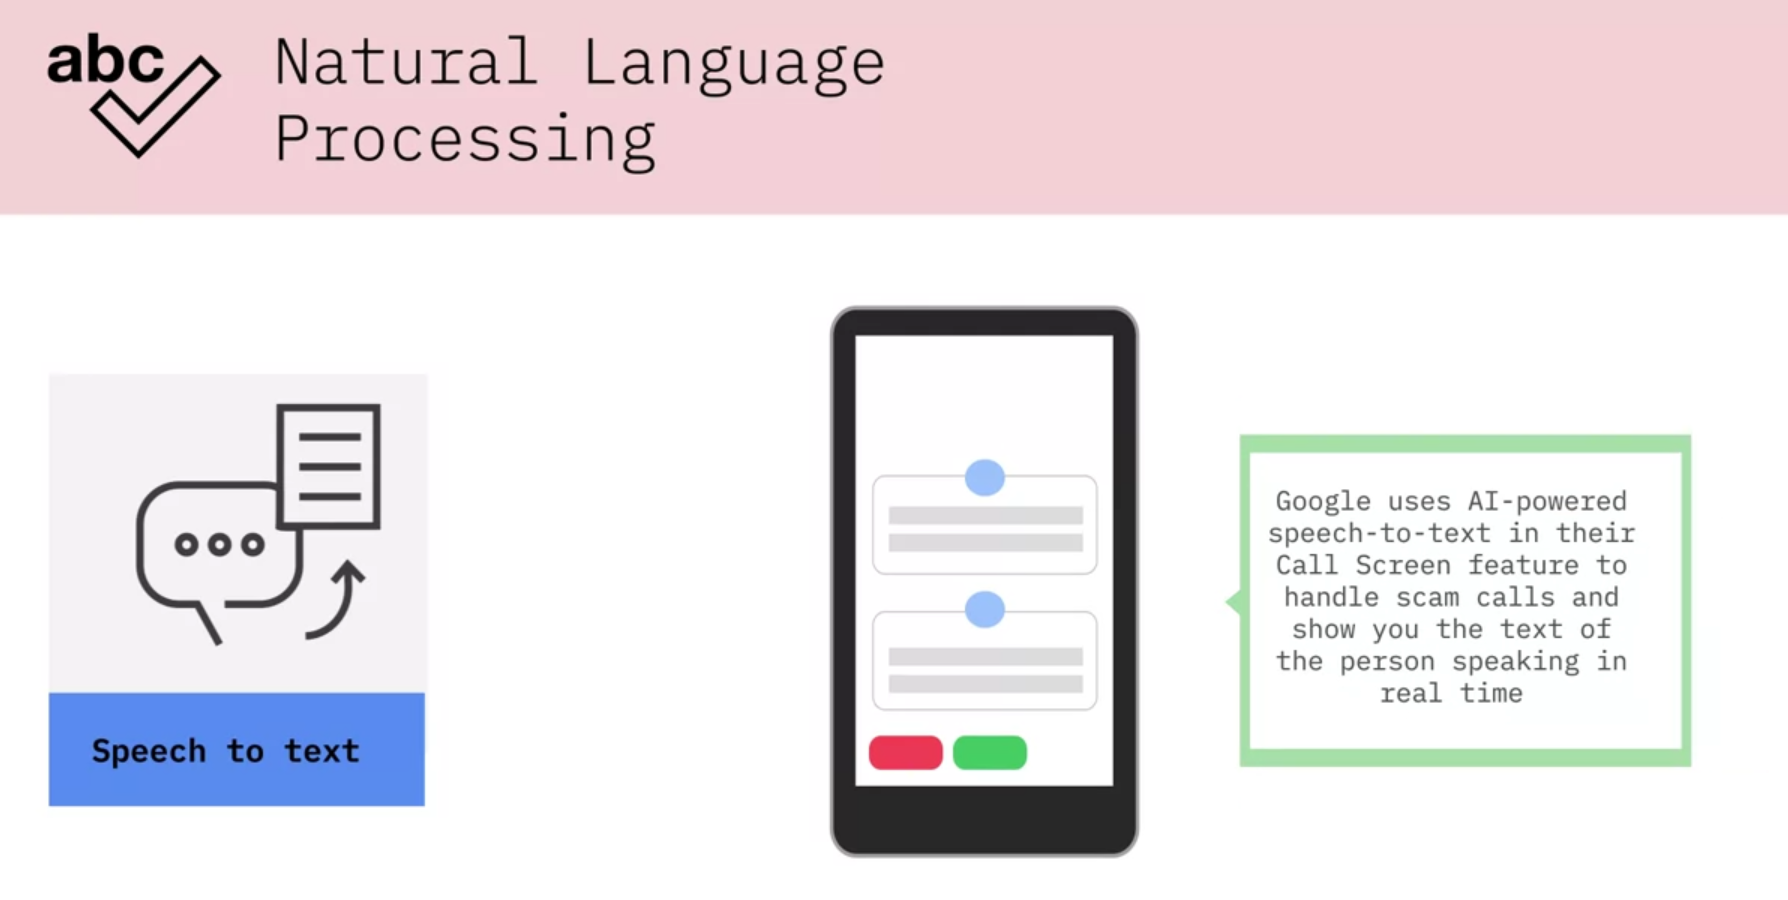 abc
Natural Language
Processing
Speech to text
Google uses AI-powered
speech-to-text in their
Call Screen feature to
handle scam calls and
show you the text of
the person speaking in
real time